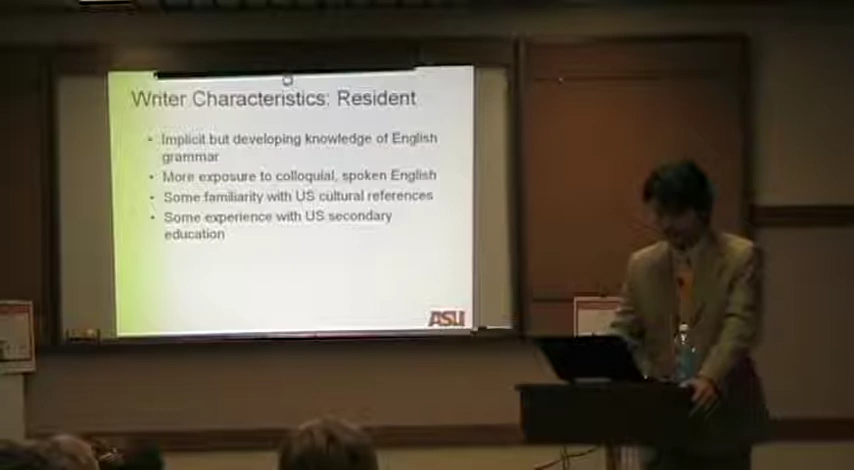 Writer Characteristics: Resident
• Implicit but developing knowledge of English
grammar
• More exposure to colloquial, spoken English
• Some familiarity with US cultural references
• Some experience with US secondary
education
ASU